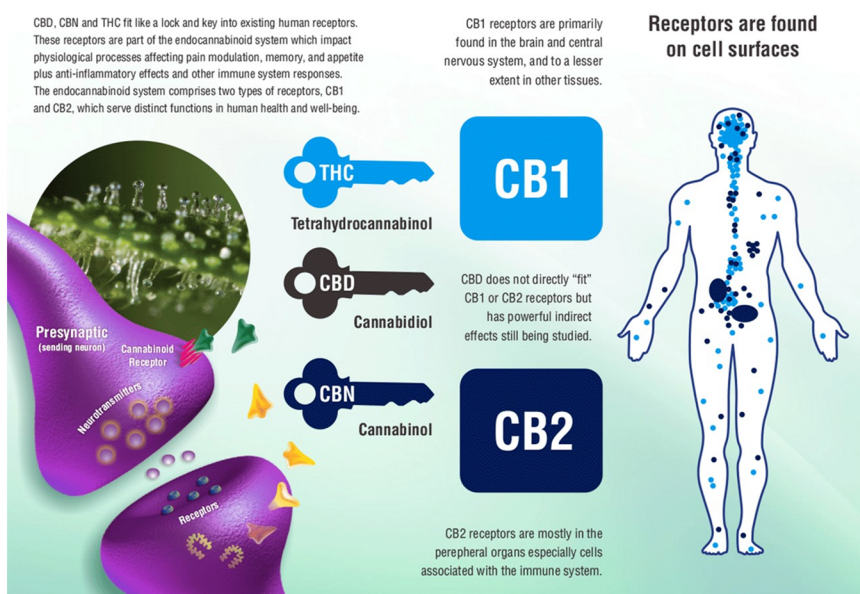 CBD, CBN and THC fit like a lock and key into existing human receptors.
These receptors are part of the endocannabinoid system which impact
physiological processes affecting pain modulation, memory, and appetite
plus anti-inflammatory effects and other immune system responses.
The endocannabinoid system comprises two types of receptors, CB1
and CB2, which serve distinct functions in human health and well-being.
CB1 receptors are primarily
found in the brain and central
nervous system, and to a lesser
extent in other tissues.
Receptors are found
on cell surfaces
THC
Tetrahydrocannabinol
CB1
CBD
Cannabidiol
CBD does not directly “fit”
CB1 or CB2 receptors but
has powerful indirect
effects still being studied.
CBN
Cannabinol
CB2
CB2 receptors are mostly in the
perepheral organs especially cells
associated with the immune system.
Presynaptic
(sending neuron)
Cannabinoid
Receptor
Neurotransmitters
Receptors